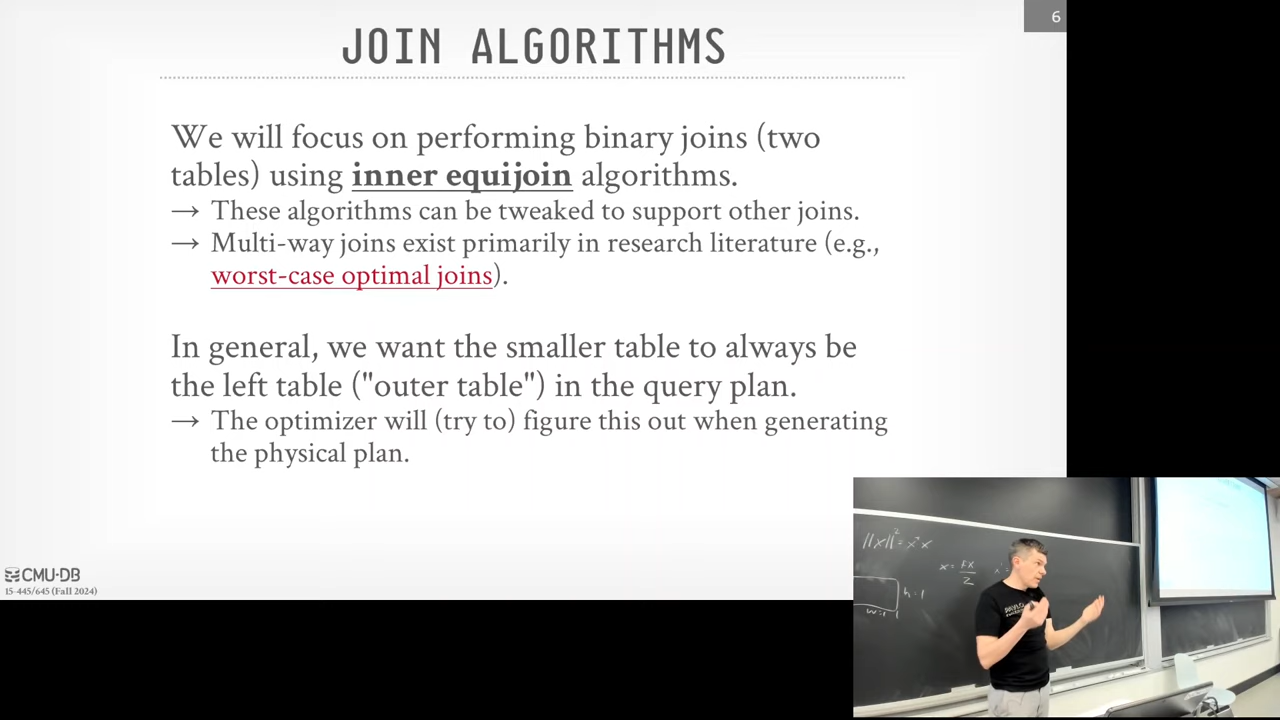 6
JOIN ALGORITHMS
We will focus on performing binary joins (two
tables) using inner equijoin algorithms.
→ These algorithms can be tweaked to support other joins.
→ Multi-way joins exist primarily in research literature (e.g.,
worst-case optimal joins).
In general, we want the smaller table to always be
the left table ("outer table") in the query plan.
→ The optimizer will (try to) figure this out when generating
the physical plan.
CMU·DB
15-445/645 (Fall 2024)
h=1